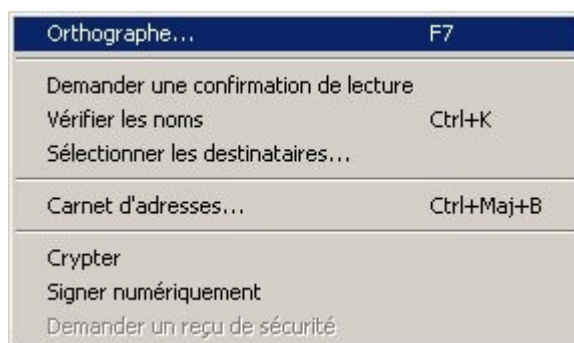 Orthographe... F7
Demander une confirmation de lecture
Vérifier les noms Ctrl+K
Sélectionner les destinataires...
Carnet d'adresses... Ctrl+Maj+B
Crypter
Signer numériquement
Demander un reçu de sécurité